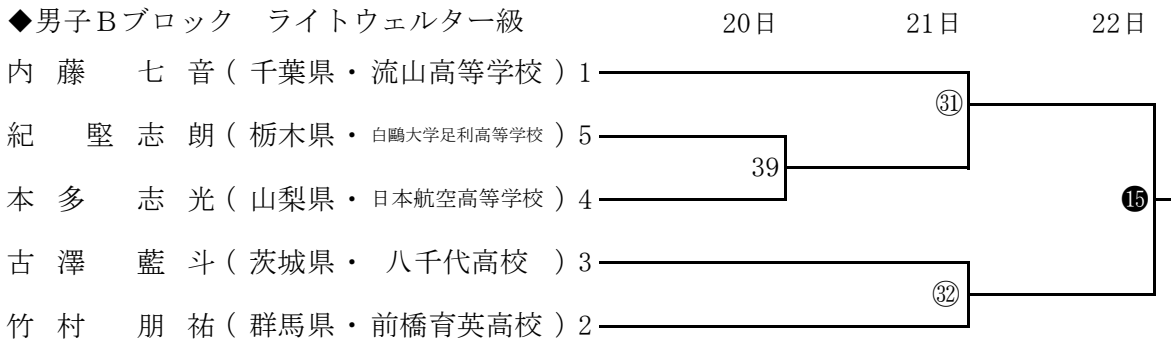 ◆男子Ｂブロック　ライトウェルター級　20日　21日　22日
内藤　七音（千葉県・流山高等学校）1
㉛
紀　堅志朗（栃木県・白鷗大学足利高等学校）5
39
本多　志光（山梨県・日本航空高等学校）4
⓯
古澤　藍斗（茨城県・八千代高校）3
㉜
竹村　朋祐（群馬県・前橋育英高校）2